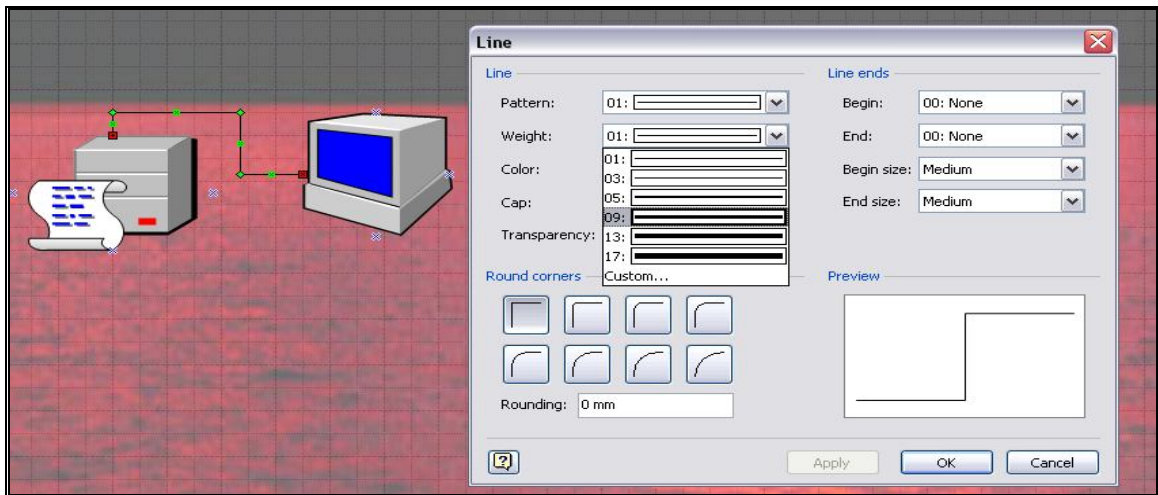 Line
Line
Pattern:
01:
Weight:
01:
01:
03:
05:
09:
13:
17:
Custom...
Color:
Cap:
Transparency:
Line ends
Begin:
00: None
End:
00: None
Begin size:
Medium
End size:
Medium
Round corners
Rounding:
0 mm
Preview
?
Apply
OK
Cancel